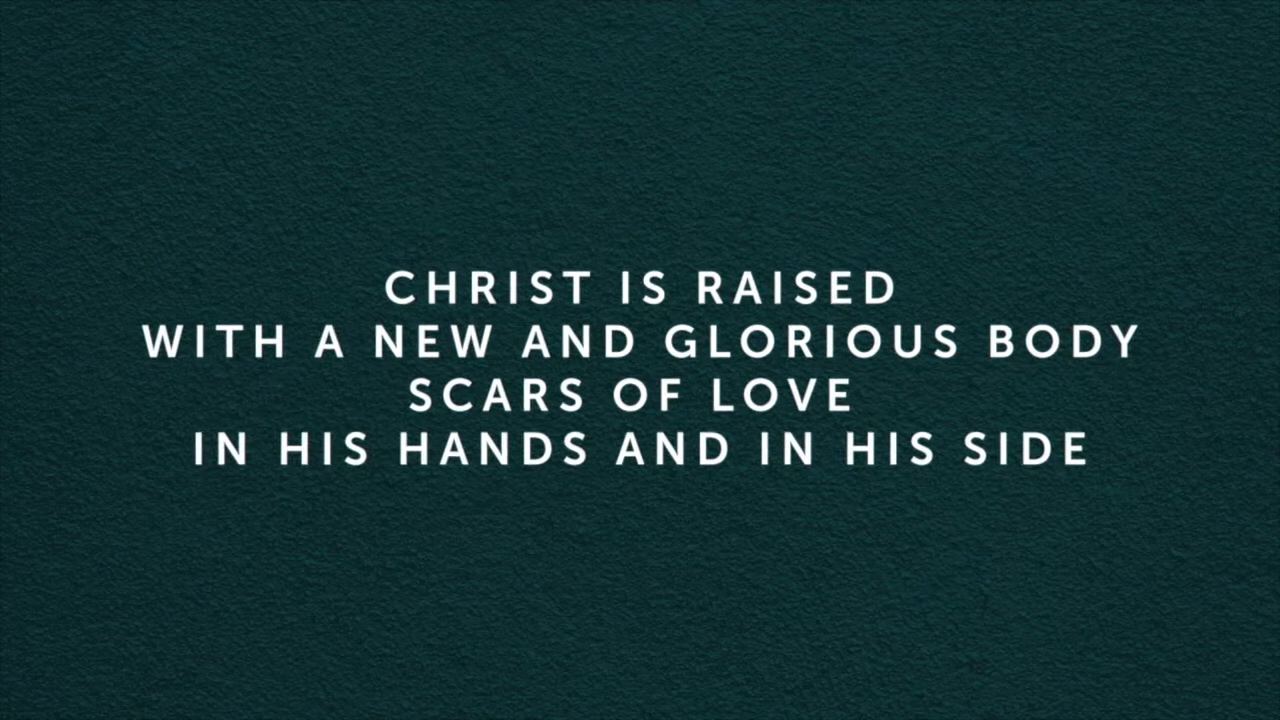 CHRIST IS RAISED
WITH A NEW AND GLORIOUS BODY
SCARS OF LOVE
IN HIS HANDS AND IN HIS SIDE